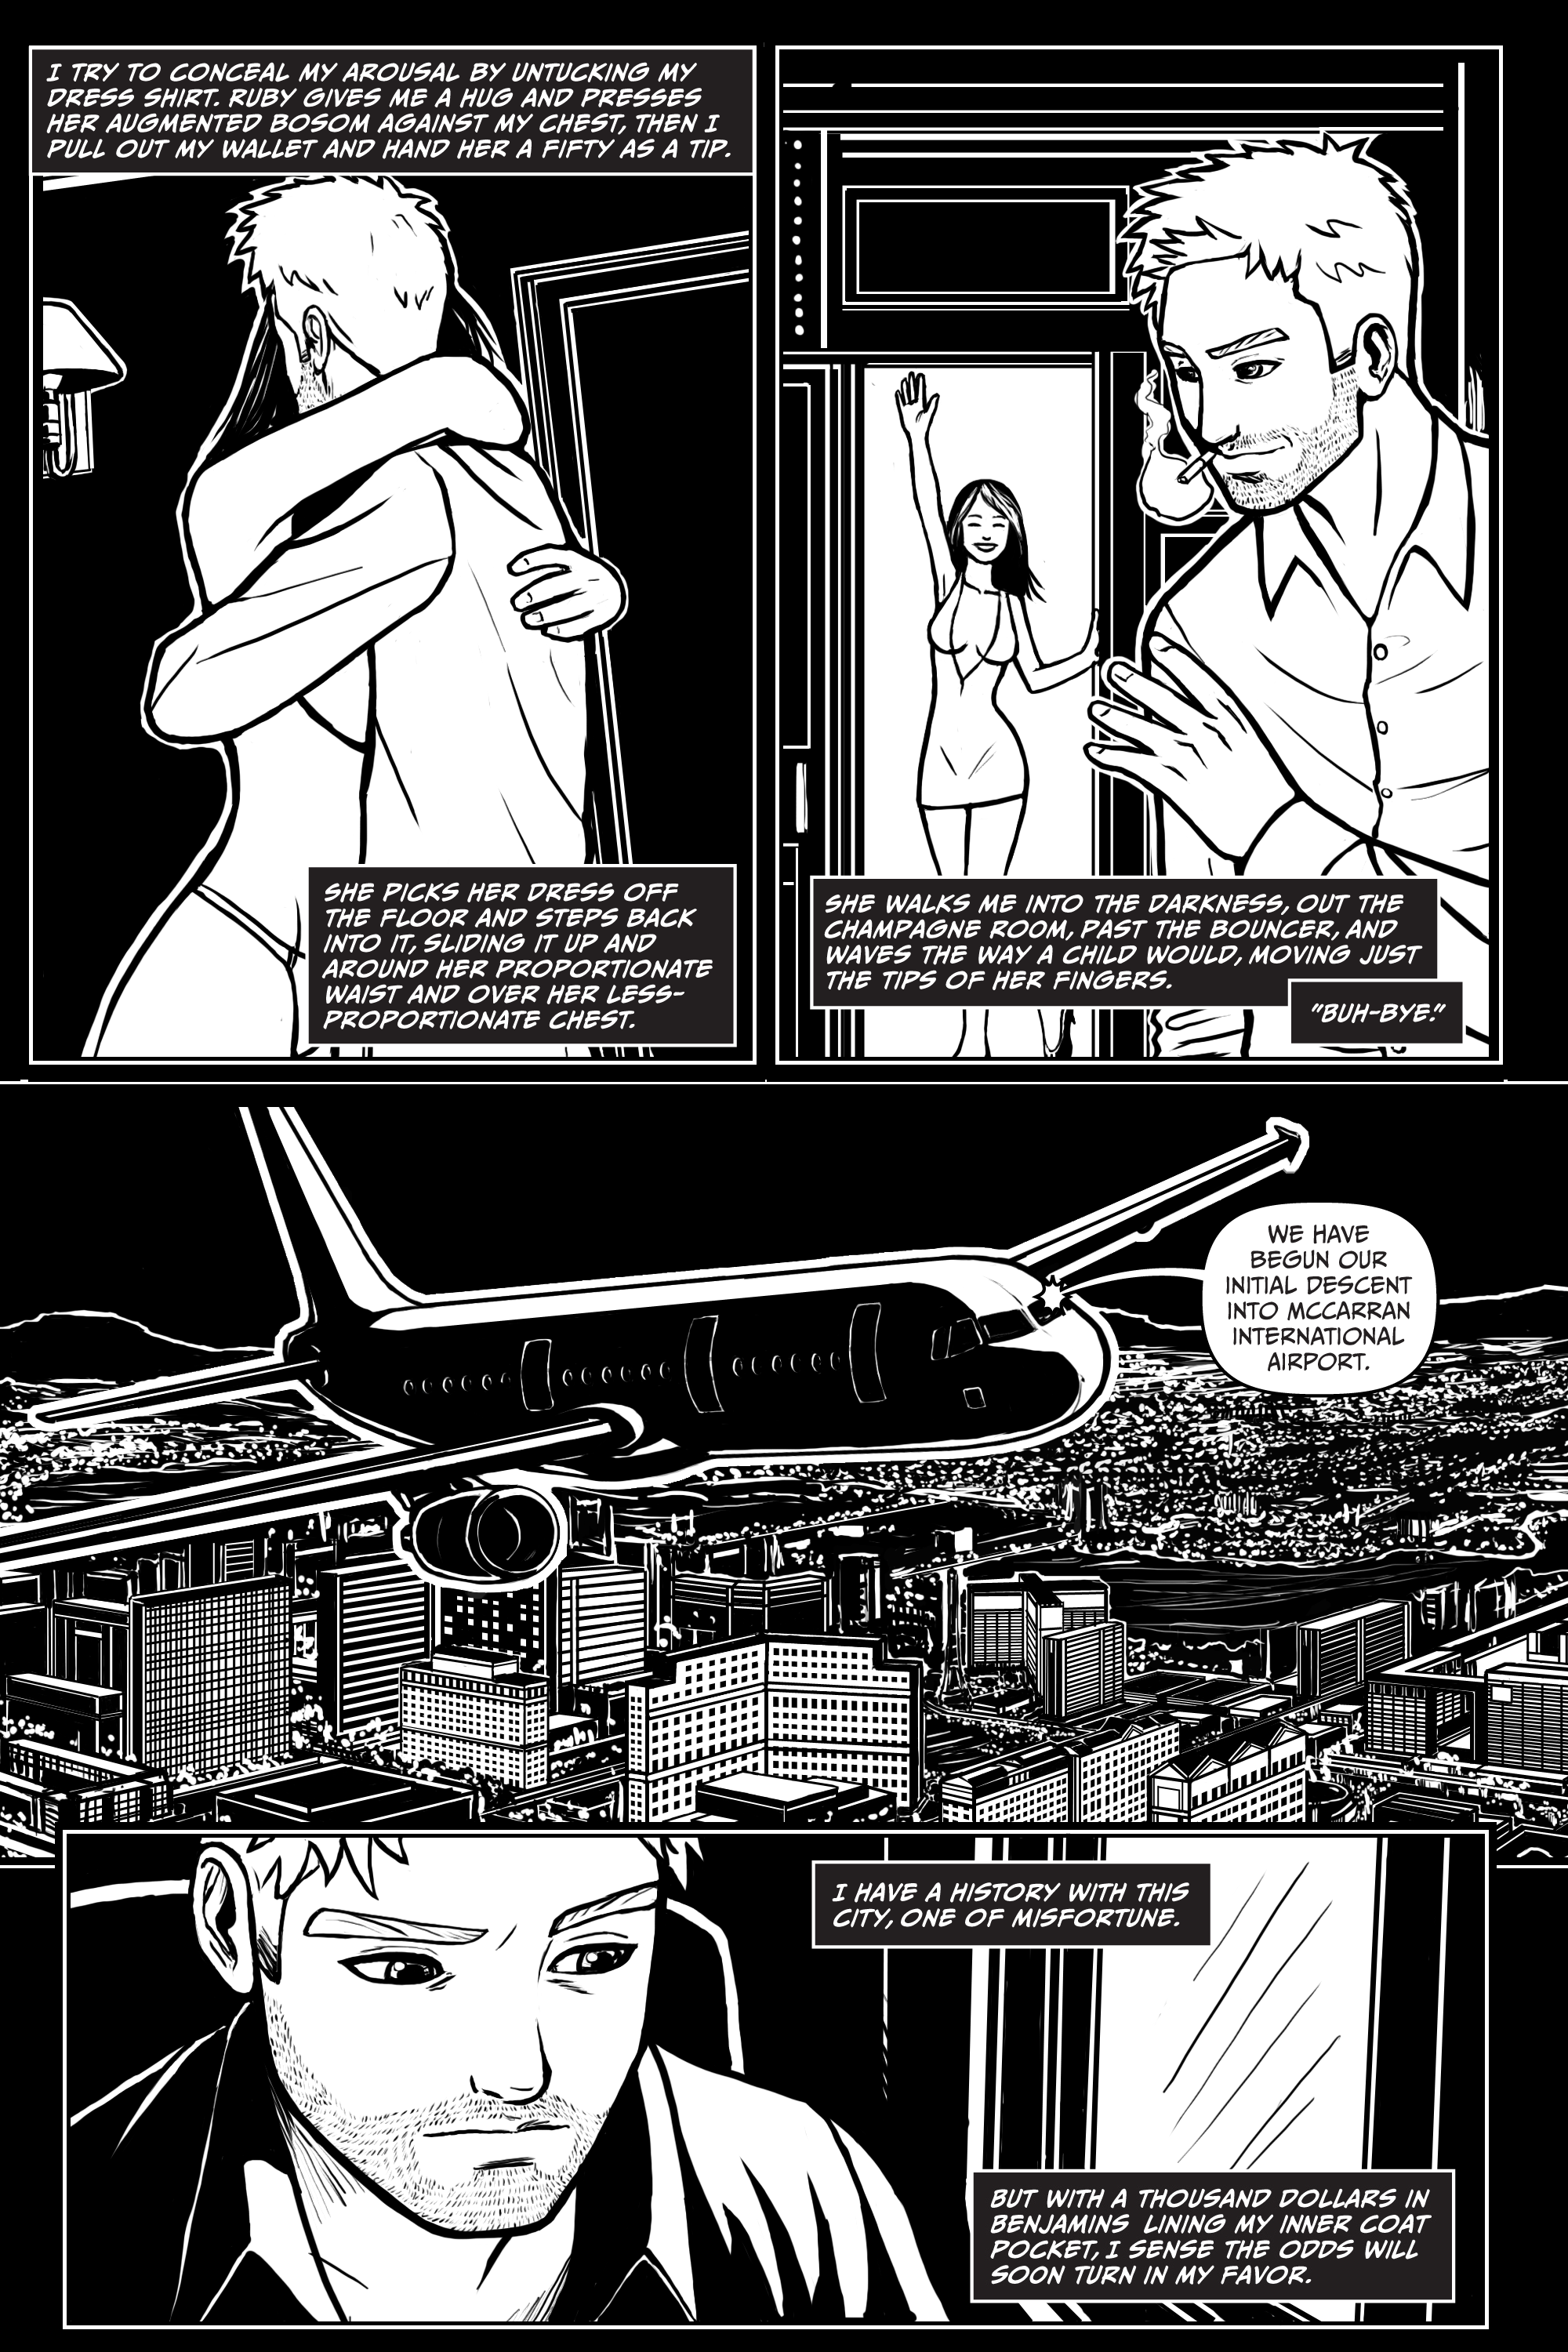 I TRY TO CONCEAL MY AROUSAL BY UNTUCKING MY
DRESS SHIRT. RUBY GIVES ME A HUG AND PRESSES
HER AUGMENTED BOSOM AGAINST MY CHEST, THEN I
PULL OUT MY WALLET AND HAND HER A FIFTY AS A TIP.
SHE PICKS HER DRESS OFF
THE FLOOR AND STEPS BACK
INTO IT, SLIDING IT UP AND
AROUND HER PROPORTIONATE
WAIST AND OVER HER LESS-
PROPORTIONATE CHEST.
SHE WALKS ME INTO THE DARKNESS, OUT THE
CHAMPAGNE ROOM, PAST THE BOUNCER, AND
WAVES THE WAY A CHILD WOULD, MOVING JUST
THE TIPS OF HER FINGERS.
"BUH-BYE."
WE HAVE
BEGUN OUR
INITIAL DESCENT
INTO MCCARRAN
INTERNATIONAL
AIRPORT.
I HAVE A HISTORY WITH THIS
CITY, ONE OF MISFORTUNE.
BUT WITH A THOUSAND DOLLARS IN
BENJAMINS LINING MY INNER COAT
POCKET, I SENSE THE ODDS WILL
SOON TURN IN MY FAVOR.